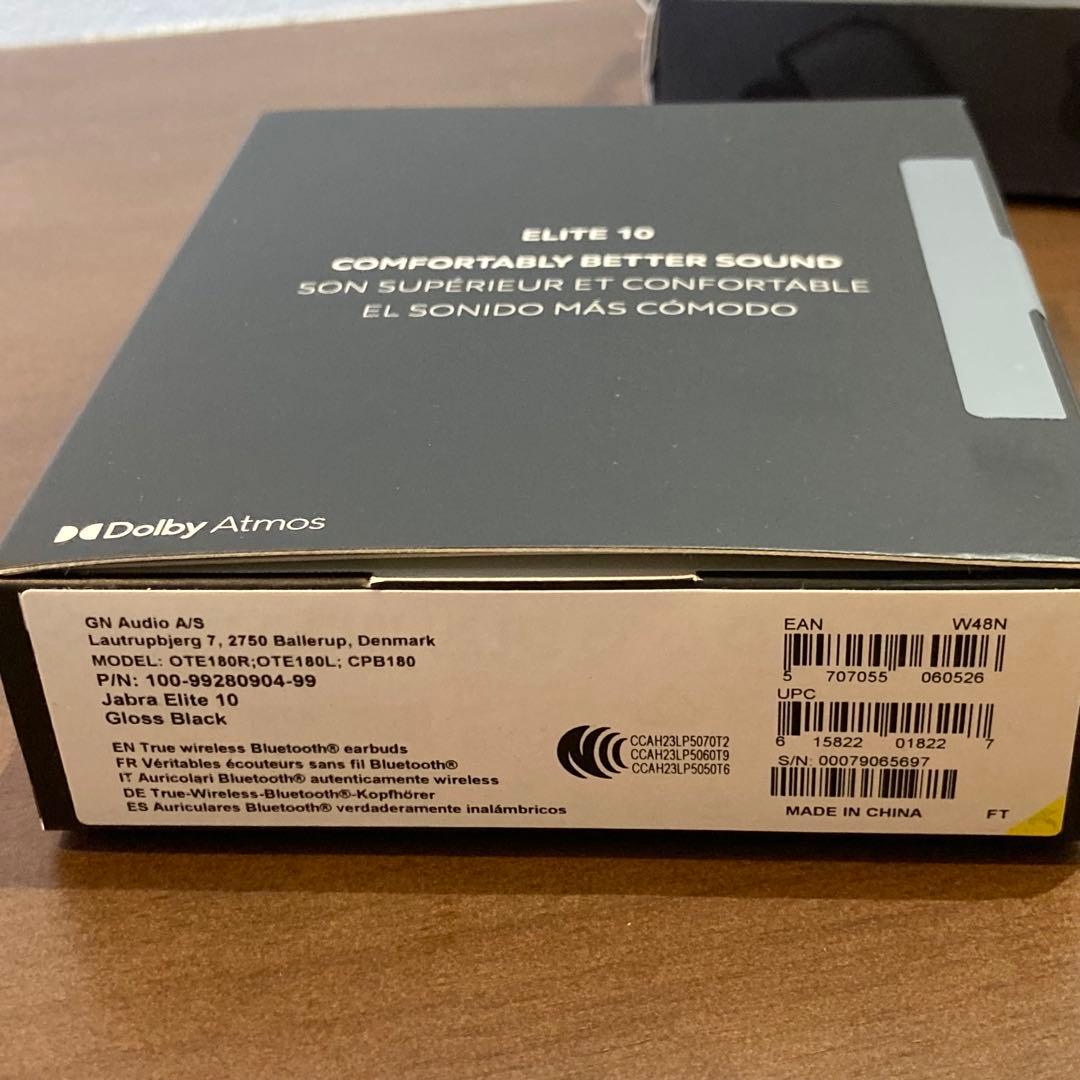 ELITE 10
COMFORTABLY BETTER SOUND
SON SUPÉRIEUR ET CONFORTABLE
EL SONIDO MÁS CÓMODO
Dolby Atmos
GN Audio A/S
Lautrupbjerg 7, 2750 Ballerup, Denmark
MODEL: OTE180R;OTE180L; CPB180
P/N: 100-99280904-99
Jabra Elite 10
Gloss Black
EN True wireless Bluetooth® earbuds
FR Véritables écouteurs sans fil Bluetooth®
IT Auricolari Bluetooth® autenticamente wireless
DE True-Wireless-Bluetooth®-Kopfhörer
ES Auriculares Bluetooth® verdaderamente inalámbricos
CCAH23LP5070T2
CCAH23LP5060T9
CCAH23LP5050T6
EAN W48N
5 707055 060526
UPC
6 15822 01822 7
S/N: 00079065697
MADE IN CHINA FT